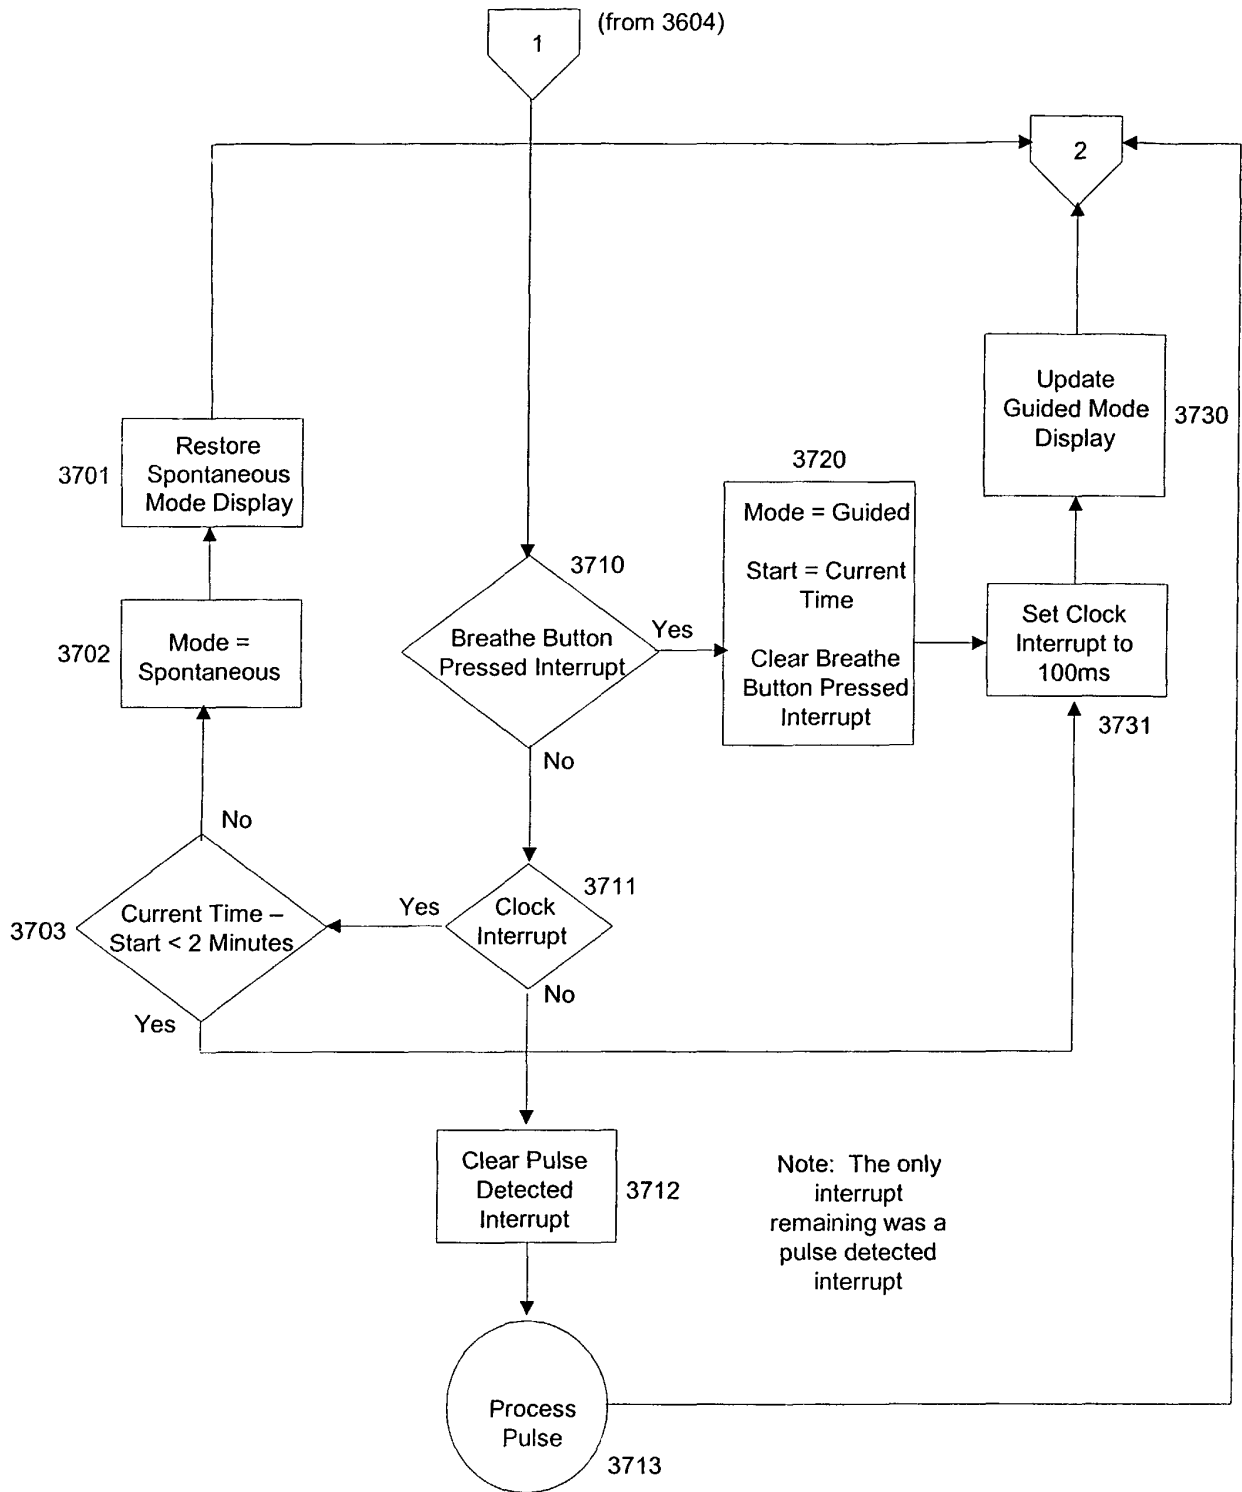 (from 3604)
1
2
Update
Guided Mode
Display
3730
Restore
Spontaneous
Mode Display
3701
3720
Mode = Guided
Start = Current
Time
Clear Breathe
Button Pressed
Interrupt
3710
Breathe Button
Pressed Interrupt
Yes
No
Set Clock
Interrupt to
100ms
3731
3702
Mode =
Spontaneous
No
3703
Current Time –
Start < 2 Minutes
Yes
Yes
3711
Clock
Interrupt
No
Clear Pulse
Detected
Interrupt
3712
Note: The only
interrupt
remaining was a
pulse detected
interrupt
Process
Pulse
3713